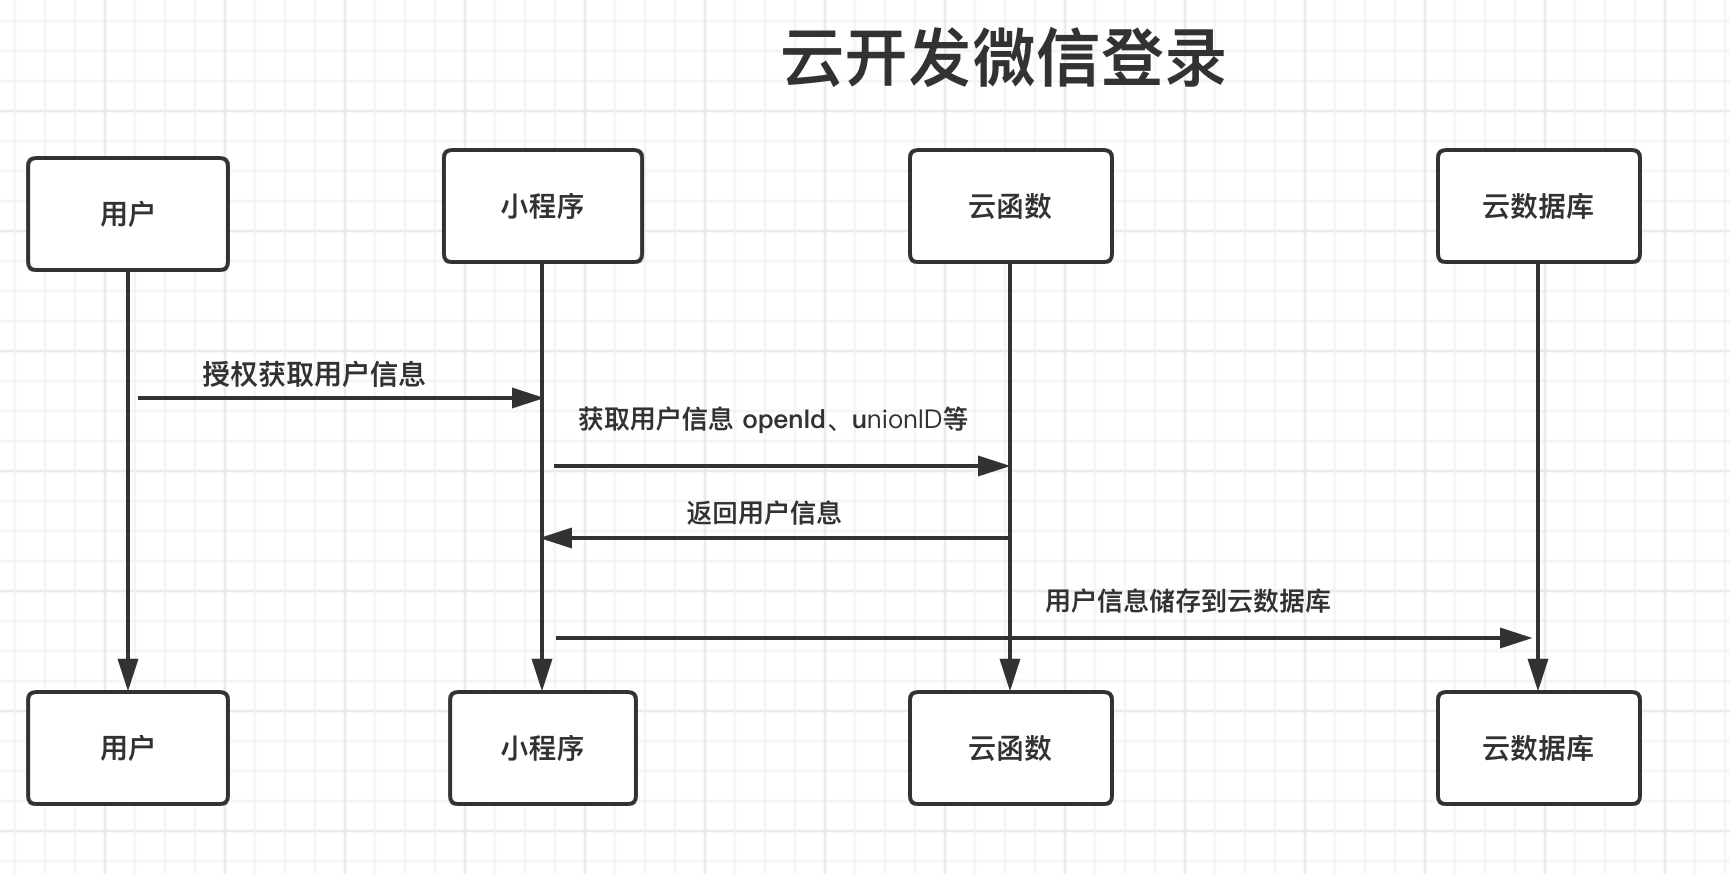 云开发微信登录
用户
小程序
云函数
云数据库
授权获取用户信息
获取用户信息 openId、unionID等
返回用户信息
用户信息储存到云数据库
用户
小程序
云函数
云数据库